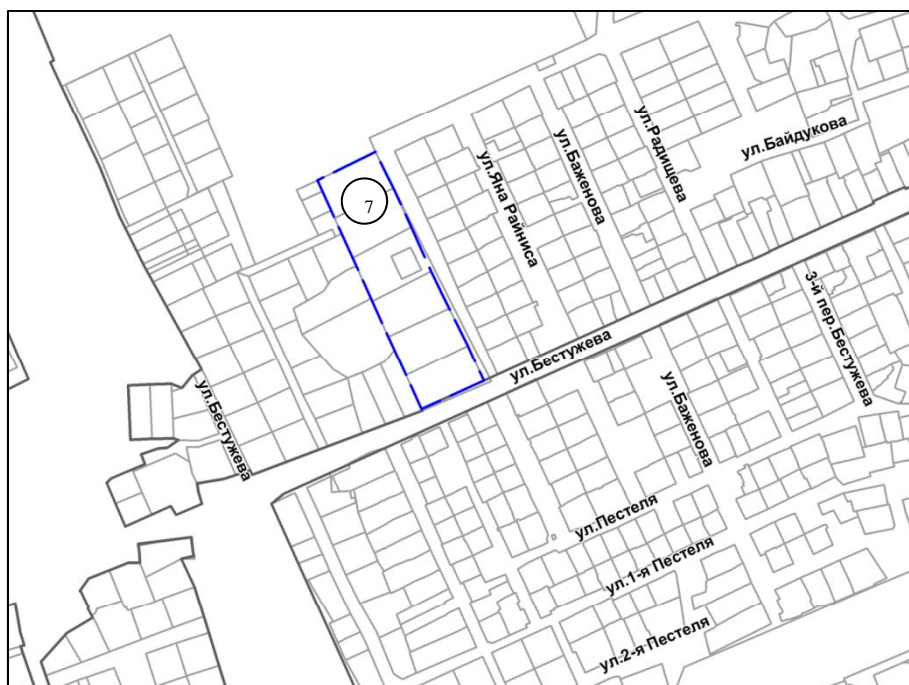 ул.Байдукова
ул.Радищева
ул.Баженова
ул.Яна Райниса
7
3-й пер.Бестужева
ул.Бестужева
ул.Бестужева
ул.Баженова
ул.Пестеля
ул.1-я Пестеля
ул.2-я Пестеля